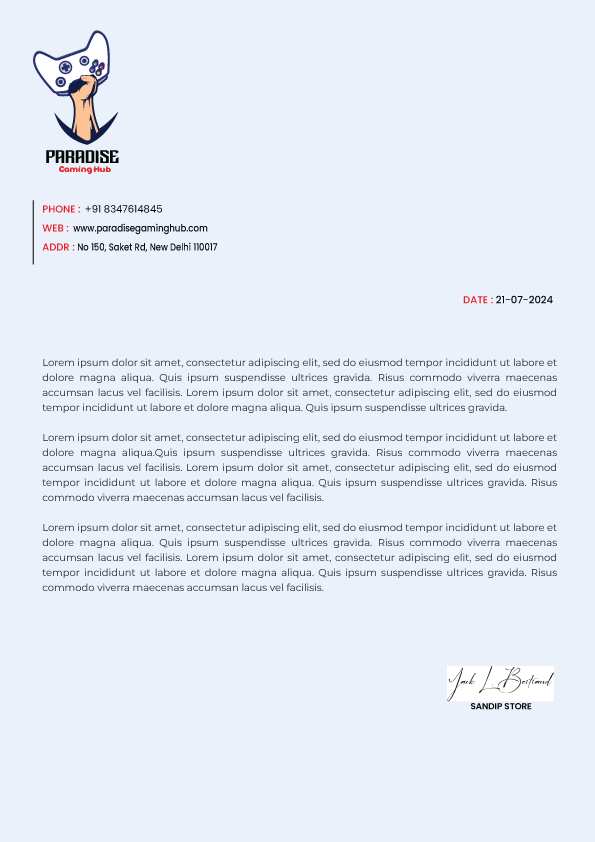 PARADISE
Gaming Hub
PHONE : +91 8347614845
WEB : www.paradisegaminghub.com
ADDR : No 150, Saket Rd, New Delhi 110017
DATE : 21-07-2024
Lorem ipsum dolor sit amet, consectetur adipiscing elit, sed do eiusmod tempor incididunt ut labore et
dolore magna aliqua. Quis ipsum suspendisse ultrices gravida. Risus commodo viverra maecenas
accumsan lacus vel facilisis. Lorem ipsum dolor sit amet, consectetur adipiscing elit, sed do eiusmod
tempor incididunt ut labore et dolore magna aliqua. Quis ipsum suspendisse ultrices gravida.
Lorem ipsum dolor sit amet, consectetur adipiscing elit, sed do eiusmod tempor incididunt ut labore et
dolore magna aliqua.Quis ipsum suspendisse ultrices gravida. Risus commodo viverra maecenas
accumsan lacus vel facilisis. Lorem ipsum dolor sit amet, consectetur adipiscing elit, sed do eiusmod
tempor incididunt ut labore et dolore magna aliqua. Quis ipsum suspendisse ultrices gravida. Risus
commodo viverra maecenas accumsan lacus vel facilisis.
Lorem ipsum dolor sit amet, consectetur adipiscing elit, sed do eiusmod tempor incididunt ut labore et
dolore magna aliqua. Quis ipsum suspendisse ultrices gravida. Risus commodo viverra maecenas
accumsan lacus vel facilisis. Lorem ipsum dolor sit amet, consectetur adipiscing elit, sed do eiusmod
tempor incididunt ut labore et dolore magna aliqua. Quis ipsum suspendisse ultrices gravida. Risus
commodo viverra maecenas accumsan lacus vel facilisis.
Jack L. Bertrand
SANDIP STORE